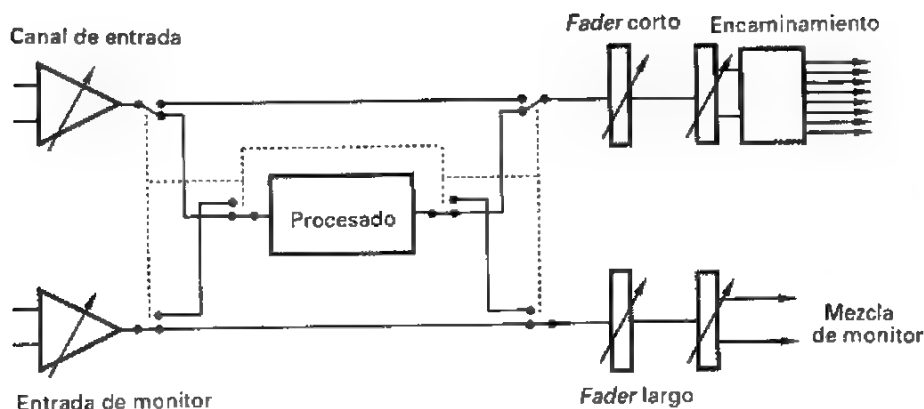 Canal de entrada
Fader corto
Encaminamiento
Procesado
Entrada de monitor
Fader largo
Mezcla
de monitor